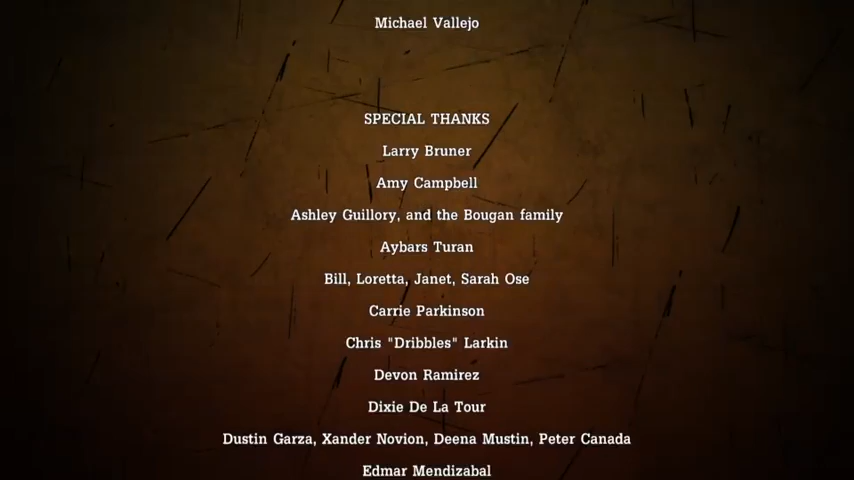 Michael Vallejo
SPECIAL THANKS
Larry Bruner
Amy Campbell
Ashley Guillory, and the Bougan family
Aybars Turan
Bill, Loretta, Janet, Sarah Ose
Carrie Parkinson
Chris "Dribbles" Larkin
Devon Ramirez
Dixie De La Tour
Dustin Garza, Xander Novion, Deena Mustin, Peter Canada
Edmar Mendizabal